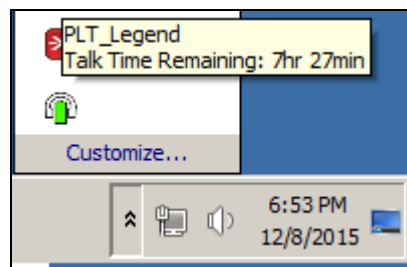 PLT_Legend
Talk Time Remaining: 7hr 27min
Customize...
6:53 PM
12/8/2015